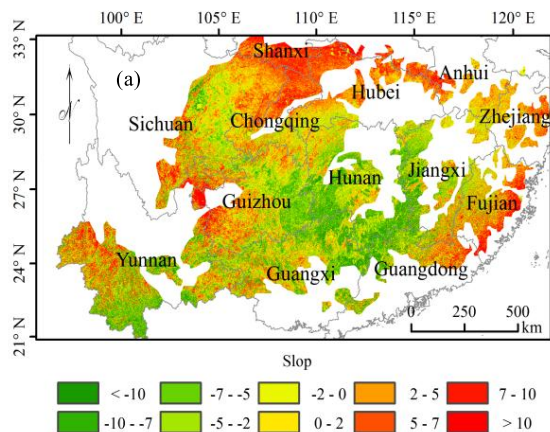 100° E 105° E 110° E 115° E 120° E
33° N
30° N
27° N
24° N
21° N
(a)
N
Shanxi
Anhui
Hubei
Sichuan
Chongqing
Zhejiang
Hunan
Jiangxi
Guizhou
Fujian
Yunnan
Guangxi
Guangdong
0 250 500
km
Slop
< -10 -7 - -5 -2 - 0 2 - 5 7 - 10
-10 - -7 -5 - -2 0 - 2 5 - 7 > 10